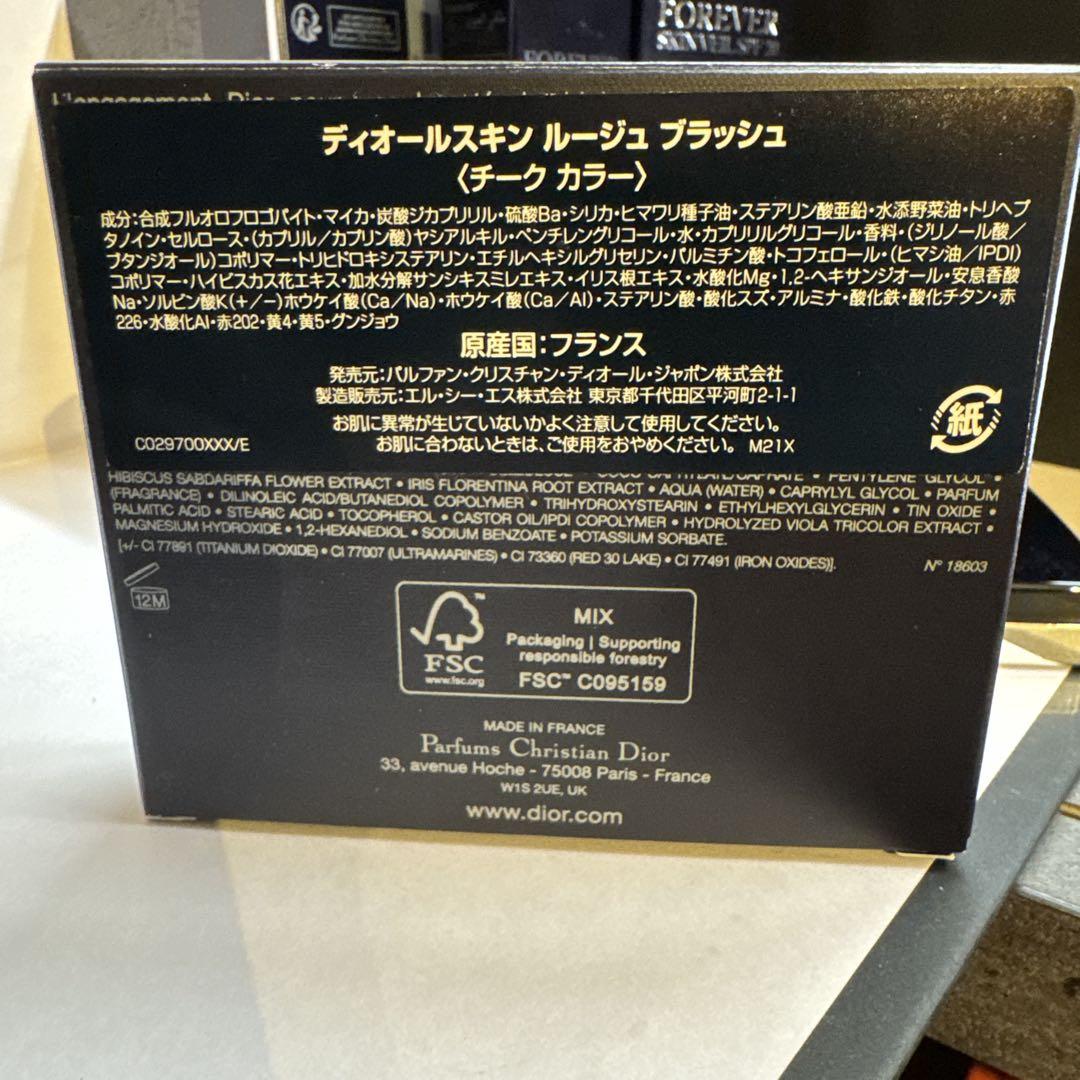 FOREVER
FOREVER
L'engagement Dior
ディオールスキン ルージュ ブラッシュ
〈チーク カラー〉
成分:合成フルオロフロゴパイト・マイカ・炭酸ジカプリリル・硫酸Ba・シリカ・ヒマワリ種子油・ステアリン酸亜鉛・水添野菜油・トリヘプ
タノイン・セルロース・(カプリル/カプリン酸)ヤシアルキル・ペンチレングリコール・水・カプリリルグリコール・香料・(ジリノール酸/
ブタンジオール)コポリマー・トリヒドロキシステアリン・エチルヘキシルグリセリン・パルミチン酸・トコフェロール・(ヒマシ油/IPDI)
コポリマー・ハイビスカス花エキス・加水分解サンシキスミレエキス・イリス根エキス・水酸化Mg・1,2-ヘキサンジオール・安息香酸
Na・ソルビン酸K(+/−)ホウケイ酸(Ca/Na)・ホウケイ酸(Ca/Al)・ステアリン酸・酸化スズ・アルミナ・酸化鉄・酸化チタン・赤
226・水酸化Al・赤202・黄4・黄5・グンジョウ
原産国:フランス
発売元:パルファン・クリスチャン・ディオール・ジャポン株式会社
製造販売元:エル・シー・エス株式会社 東京都千代田区平河町2-1-1
お肌に異常が生じていないかよく注意して使用してください。
お肌に合わないときは、ご使用をおやめください。 M21X
C029700XXX/E
紙
HIBISCUS SABDARIFFA FLOWER EXTRACT • IRIS FLORENTINA ROOT EXTRACT • AQUA (WATER) • CAPRYLYL GLYCOL • PARFUM
(FRAGRANCE) • DILINOLEIC ACID/BUTANEDIOL COPOLYMER • TRIHYDROXYSTEARIN • ETHYLHEXYLGLYCERIN • TIN OXIDE •
PALMITIC ACID • STEARIC ACID • TOCOPHEROL • CASTOR OIL/IPDI COPOLYMER • HYDROLYZED VIOLA TRICOLOR EXTRACT •
MAGNESIUM HYDROXIDE • 1,2-HEXANEDIOL • SODIUM BENZOATE • POTASSIUM SORBATE.
[+/- CI 77891 (TITANIUM DIOXIDE) • CI 77007 (ULTRAMARINES) • CI 73360 (RED 30 LAKE) • CI 77491 (IRON OXIDES)].
N° 18603
12M
FSC™
www.fsc.org
MIX
Packaging | Supporting
responsible forestry
FSC™ C095159
MADE IN FRANCE
Parfums Christian Dior
33, avenue Hoche - 75008 Paris - France
W1S 2UE, UK
www.dior.com